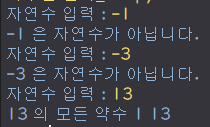 자연수 입력 : -1
-1 은 자연수가 아닙니다.
자연수 입력 : -3
-3 은 자연수가 아닙니다.
자연수 입력 : 13
13 의 모든 약수 1 13